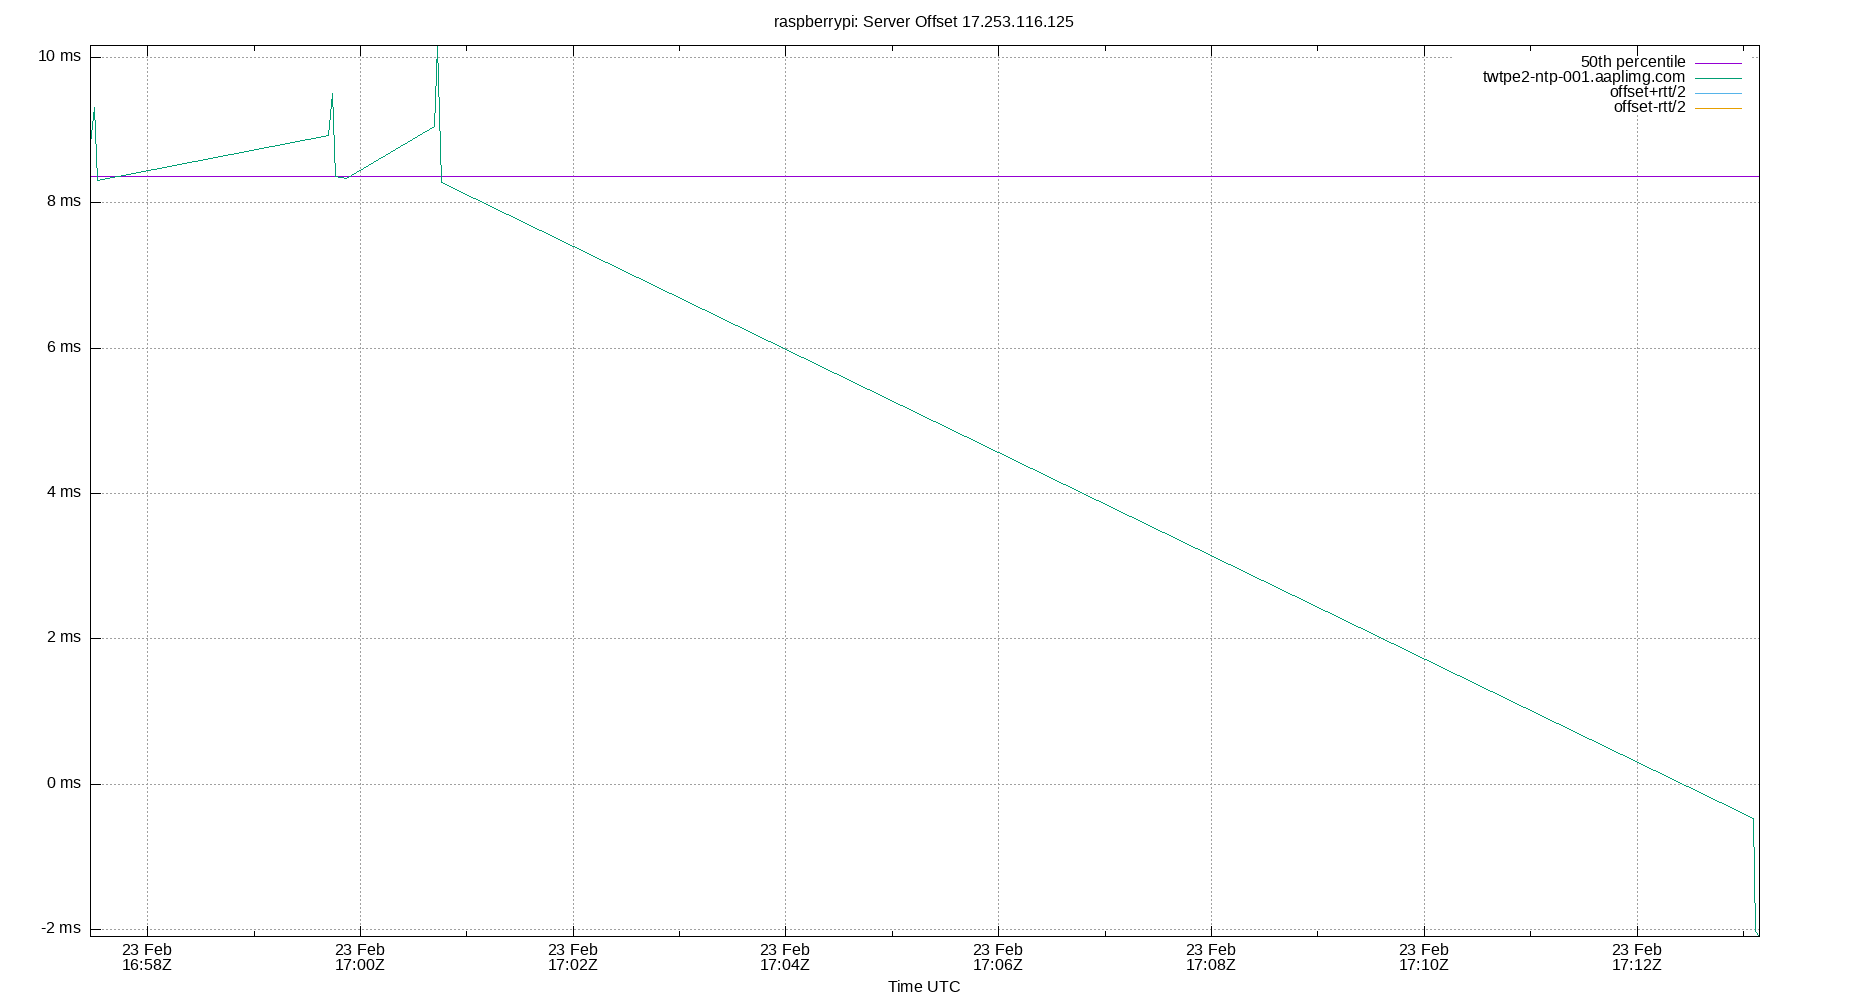 raspberrypi: Server Offset 17.253.116.125
10 ms
8 ms
6 ms
4 ms
2 ms
0 ms
-2 ms
50th percentile
twtpe2-ntp-001.aaplimg.com
offset+rtt/2
offset-rtt/2
23 Feb
16:58Z
23 Feb
17:00Z
23 Feb
17:02Z
23 Feb
17:04Z
23 Feb
17:06Z
23 Feb
17:08Z
23 Feb
17:10Z
23 Feb
17:12Z
Time UTC